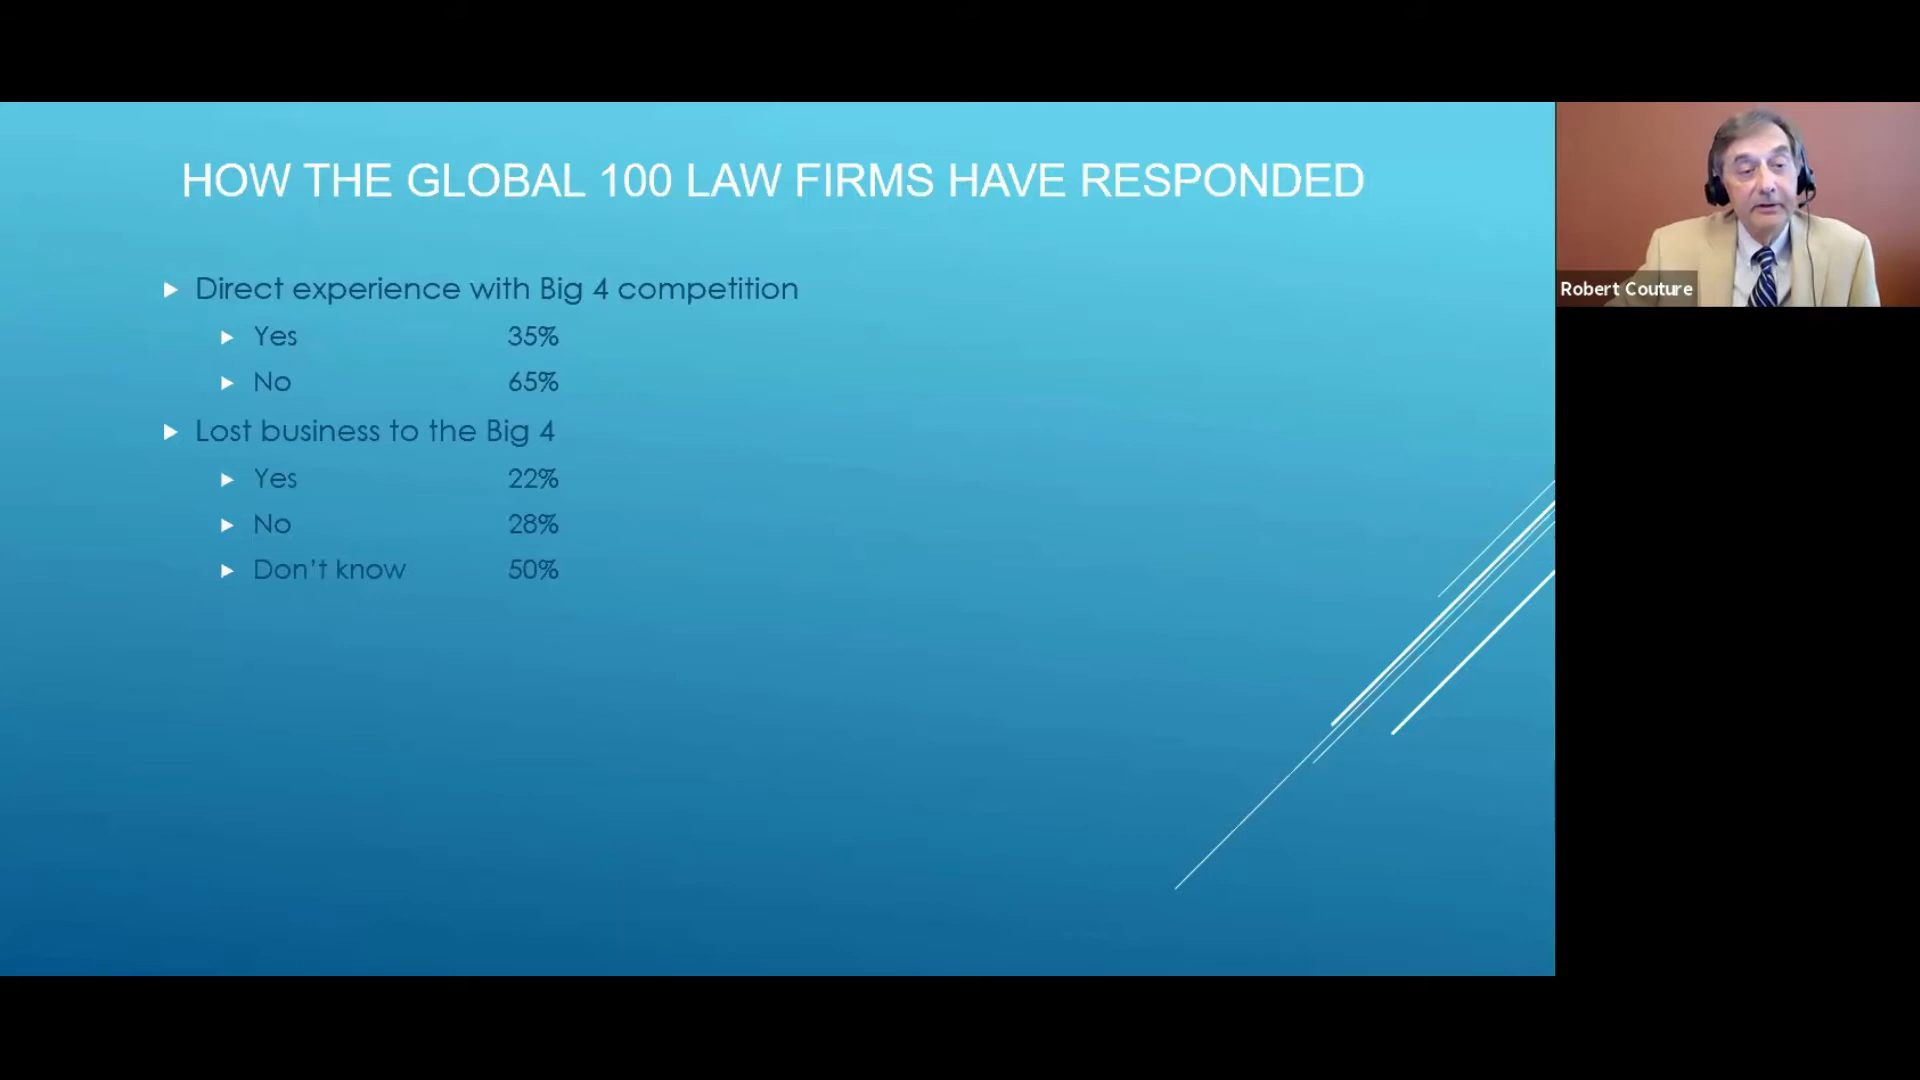 HOW THE GLOBAL 100 LAW FIRMS HAVE RESPONDED
Direct experience with Big 4 competition
Yes 35%
No 65%
Lost business to the Big 4
Yes 22%
No 28%
Don't know 50%
Robert Couture